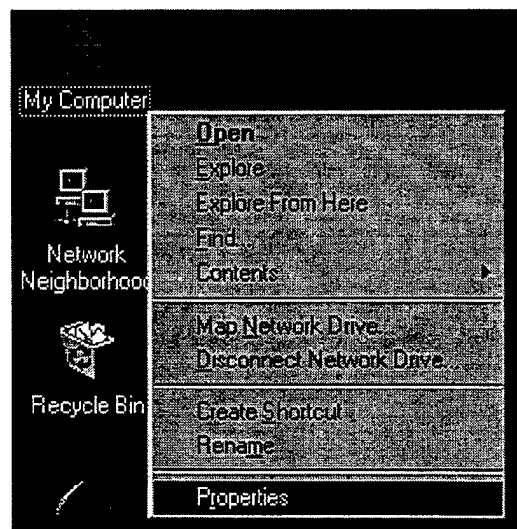 My Computer
Open
Explore
Explore From Here
Find...
Contents
Network
Neighborhood
Map Network Drive...
Disconnect Network Drive...
Recycle Bin
Create Shortcut
Rename
Properties